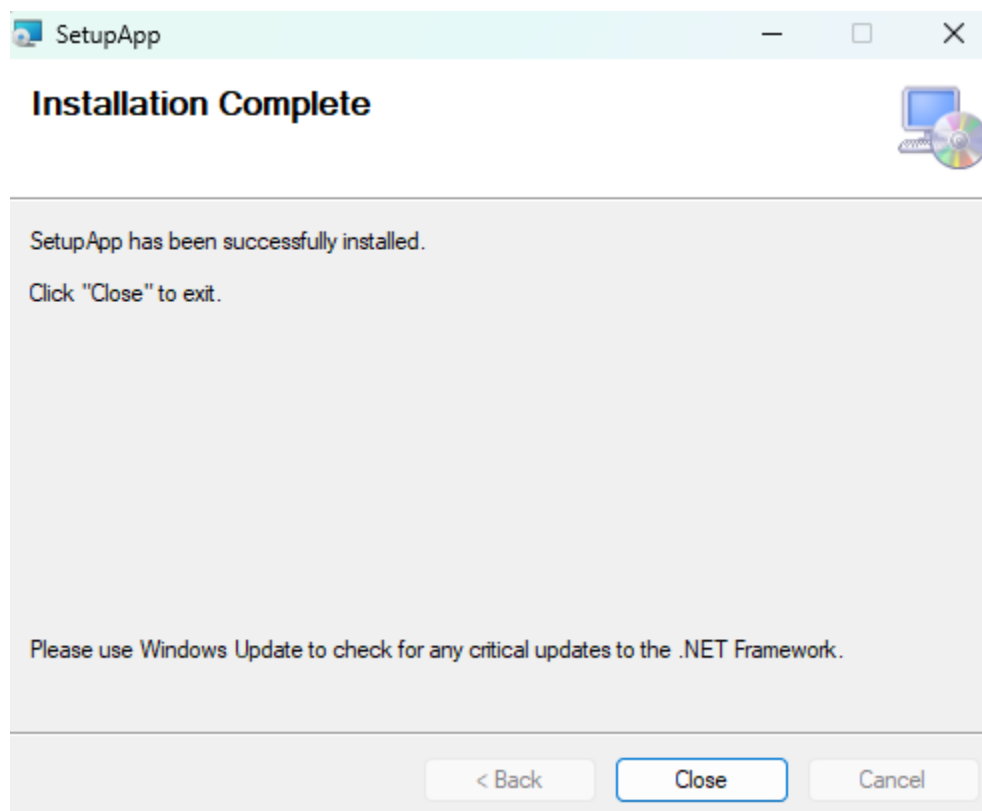 SetupApp
Installation Complete
SetupApp has been successfully installed.
Click "Close" to exit.
Please use Windows Update to check for any critical updates to the .NET Framework.
< Back
Close
Cancel